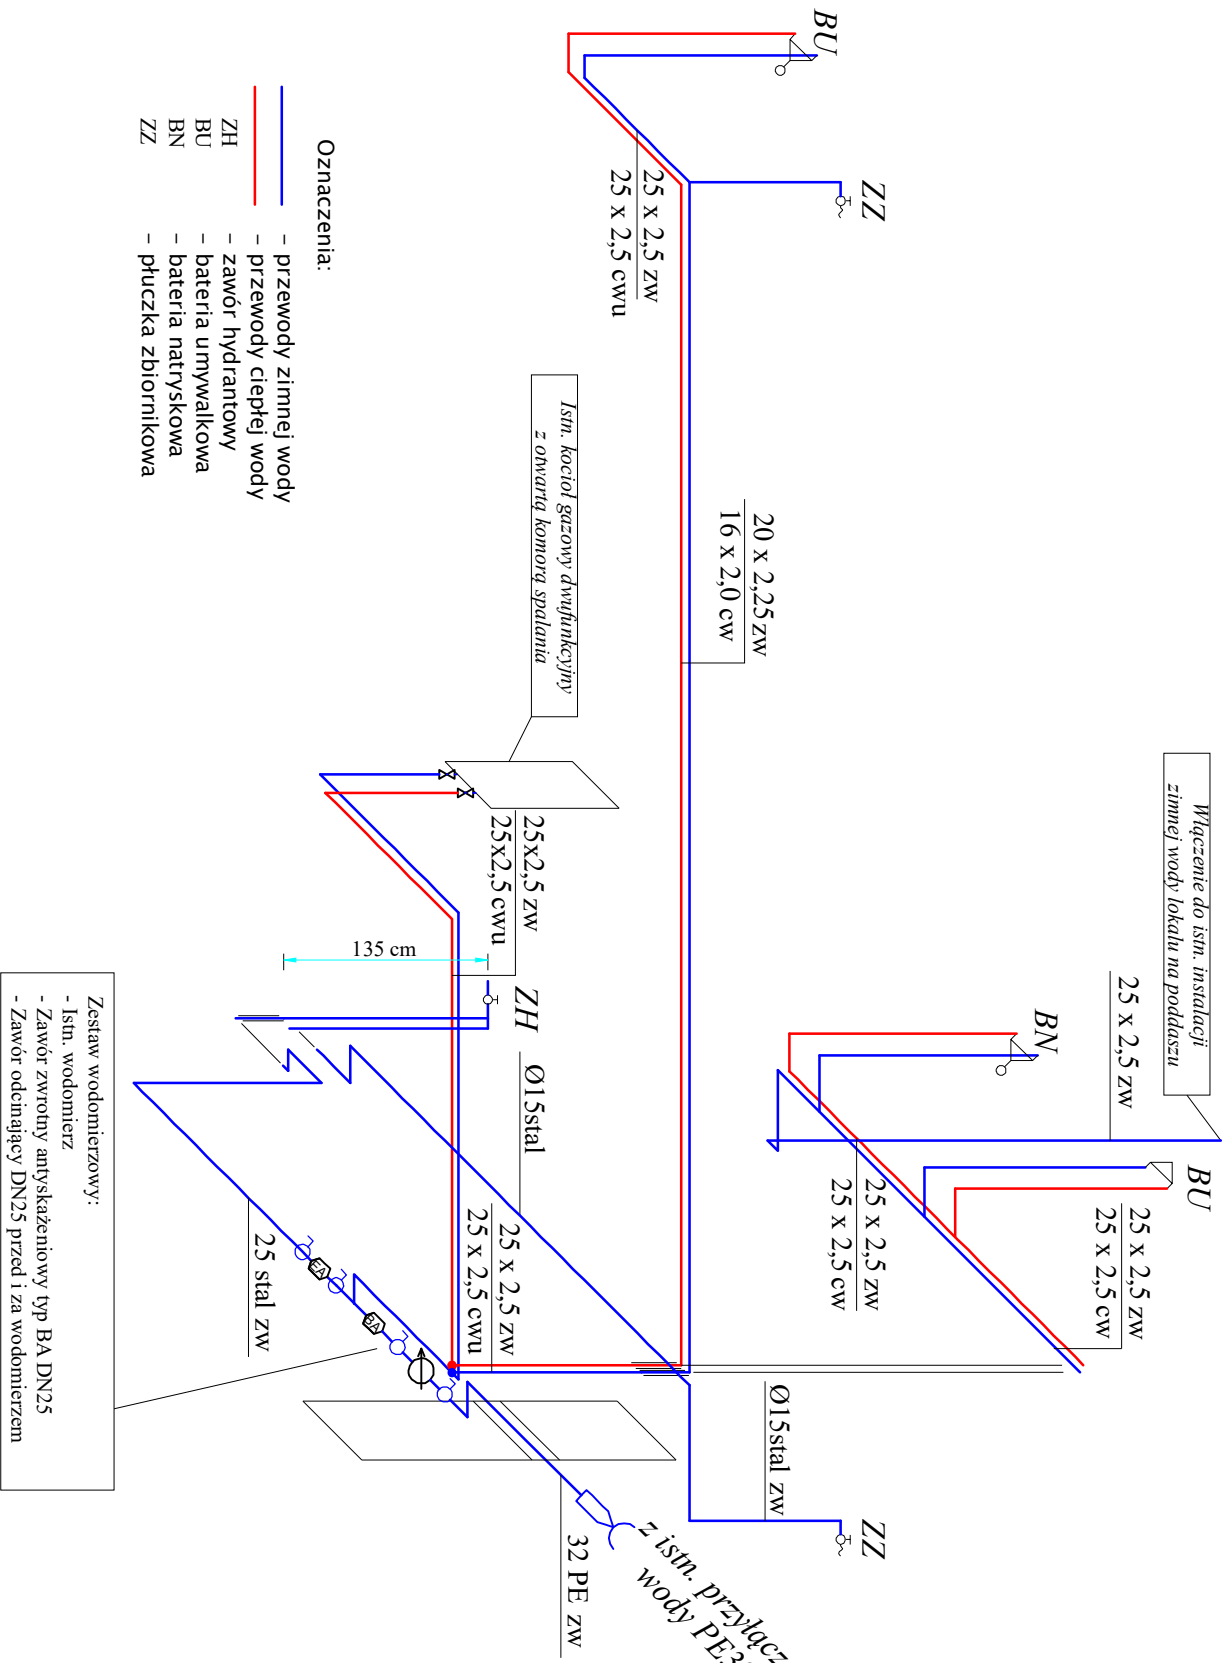 BU
ZZ
25 x 2,5 zw
25 x 2,5 cwu
Oznaczenia:
– przewody zimnej wody
– przewody ciepłej wody
ZH – zawór hydrantowy
BU – bateria umywalkowa
BN – bateria natryskowa
ZZ – płuczka zbiornikowa
20 x 2,25 zw
16 x 2,0 cw
Istn. kocioł gazowy dwufunkcyjny
z otwartą komorą spalania
25x2,5 zw
25x2,5 cwu
135 cm
ZH
Ø15stal
Włączenie do istn. instalacji
zimnej wody lokalu na poddaszu
25 x 2,5 zw
BN
BU
25 x 2,5 zw
25 x 2,5 cw
25 x 2,5 zw
25 x 2,5 cw
25 x 2,5 zw
25 x 2,5 cwu
25 stal zw
EA
BA
Ø15stal zw
ZZ
32 PE zw
z istn. przyłącz
wody
Zestaw wodomierzowy:
- Istn. wodomierz
- Zawór zwrotny antyskażeniowy typ BA DN25
- Zawór odcinający DN25 przed i za wodomierzem